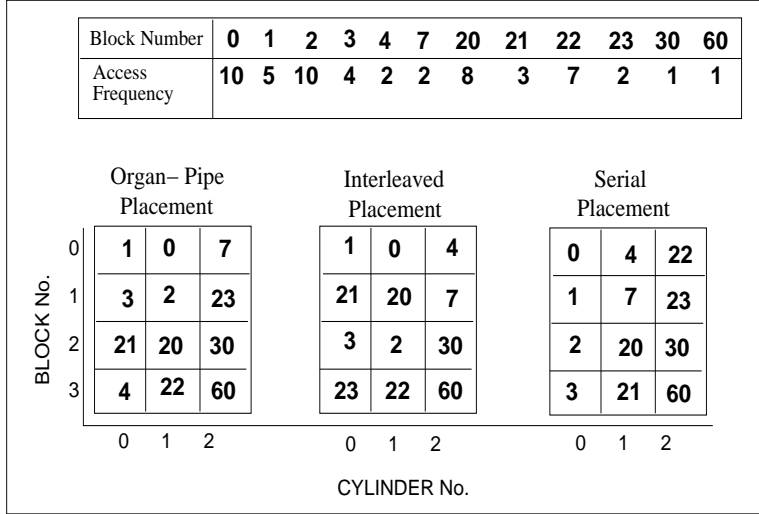 Block Number 0 1 2 3 4 7 20 21 22 23 30 60
Access
Frequency 10 5 10 4 2 2 8 3 7 2 1 1
Organ– Pipe
Placement
Interleaved
Placement
Serial
Placement
BLOCK No.
0 1 0 7 1 0 4 0 4 22
1 3 2 23 21 20 7 1 7 23
2 21 20 30 3 2 30 2 20 30
3 4 22 60 23 22 60 3 21 60
0 1 2 0 1 2 0 1 2
CYLINDER No.